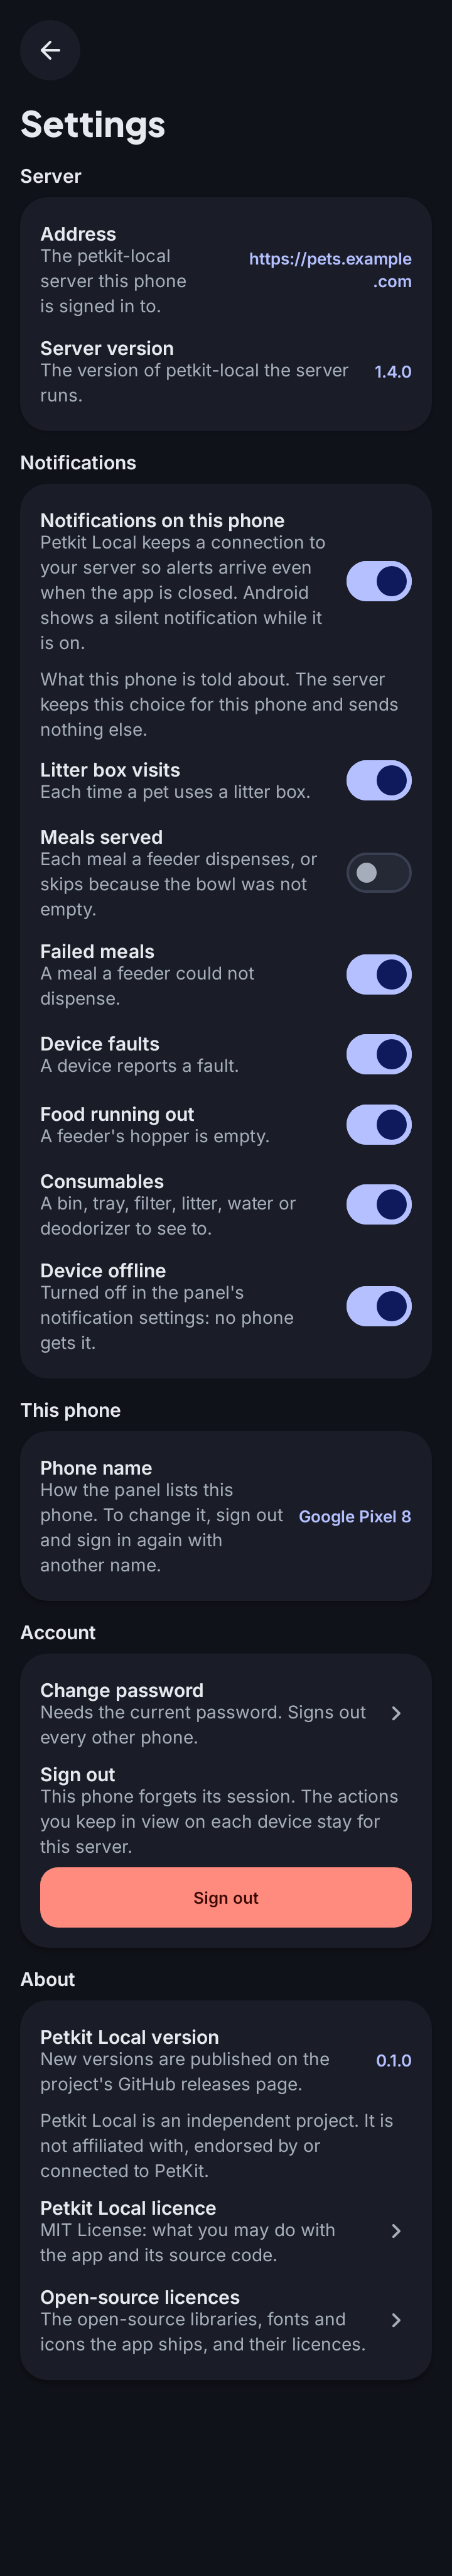 Settings
Server
Address
The petkit-local
server this phone
is signed in to.
https://pets.example
.com
Server version
The version of petkit-local the server
runs.
1.4.0
Notifications
Notifications on this phone
Petkit Local keeps a connection to
your server so alerts arrive even
when the app is closed. Android
shows a silent notification while it
is on.
What this phone is told about. The server
keeps this choice for this phone and sends
nothing else.
Litter box visits
Each time a pet uses a litter box.
Meals served
Each meal a feeder dispenses, or
skips because the bowl was not
empty.
Failed meals
A meal a feeder could not
dispense.
Device faults
A device reports a fault.
Food running out
A feeder's hopper is empty.
Consumables
A bin, tray, filter, litter, water or
deodorizer to see to.
Device offline
Turned off in the panel's
notification settings: no phone
gets it.
This phone
Phone name
How the panel lists this
phone. To change it, sign out
and sign in again with
another name.
Google Pixel 8
Account
Change password
Needs the current password. Signs out
every other phone.
Sign out
This phone forgets its session. The actions
you keep in view on each device stay for
this server.
Sign out
About
Petkit Local version
New versions are published on the
project's GitHub releases page.
0.1.0
Petkit Local is an independent project. It is
not affiliated with, endorsed by or
connected to PetKit.
Petkit Local licence
MIT License: what you may do with
the app and its source code.
Open-source licences
The open-source libraries, fonts and
icons the app ships, and their licences.